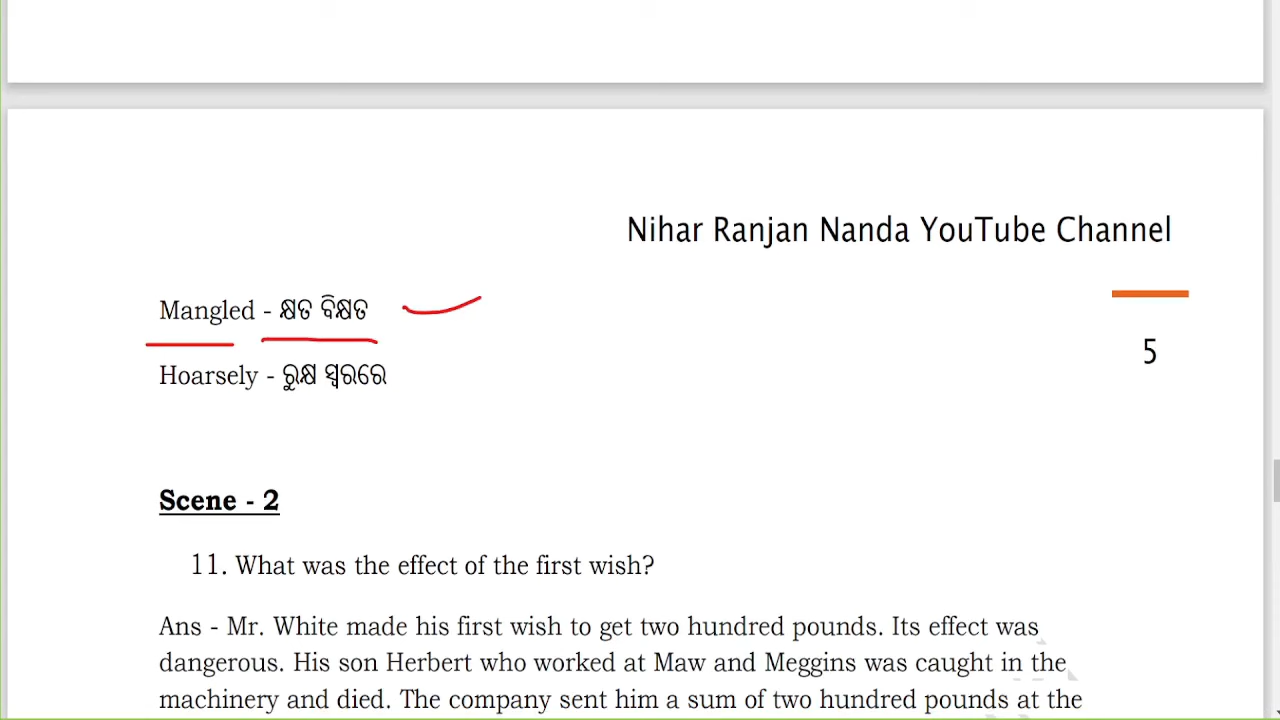 Nihar Ranjan Nanda YouTube Channel
Mangled - କ୍ଷତ ବିକ୍ଷତ
5
Hoarsely - ରୁକ୍ଷ ସ୍ୱରରେ
Scene - 2
11. What was the effect of the first wish?
Ans - Mr. White made his first wish to get two hundred pounds. Its effect was
dangerous. His son Herbert who worked at Maw and Meggins was caught in the
machinery and died. The company sent him a sum of two hundred pounds at the